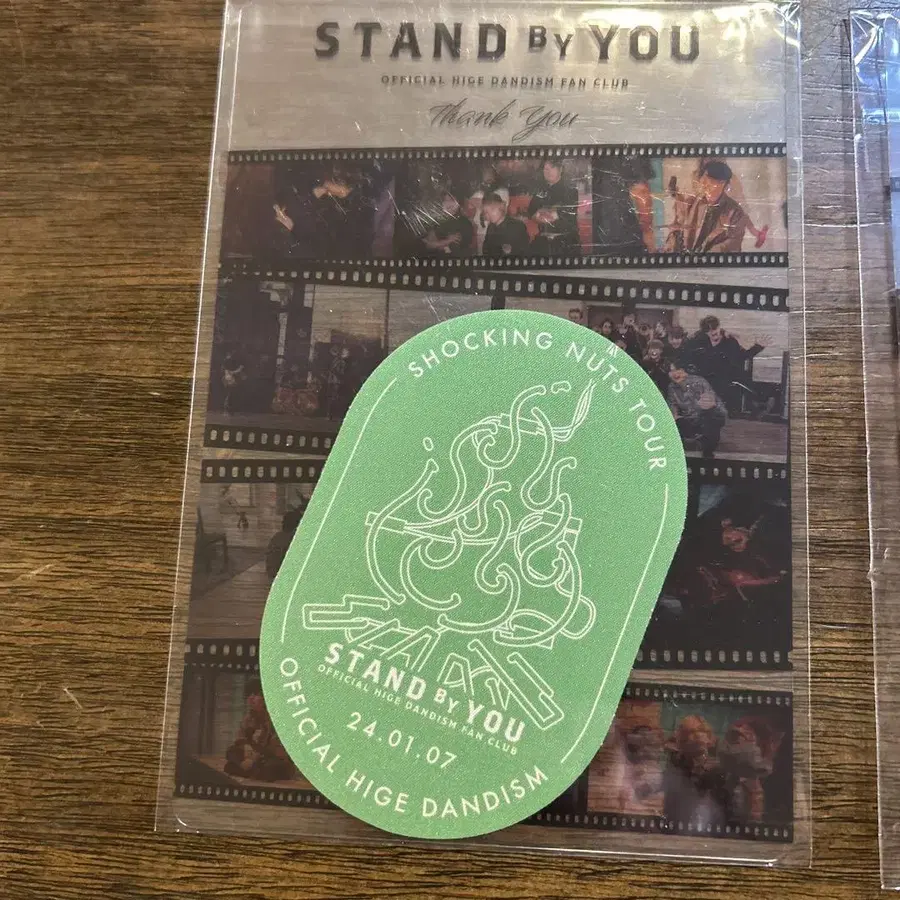 STAND BY YOU
OFFICIAL HIGE DANDISM FAN CLUB
Thank You
SHOCKING NUTS TOUR
STAND BY YOU
OFFICIAL HIGE DANDISM FAN CLUB
24.01.07
OFFICIAL HIGE DANDISM